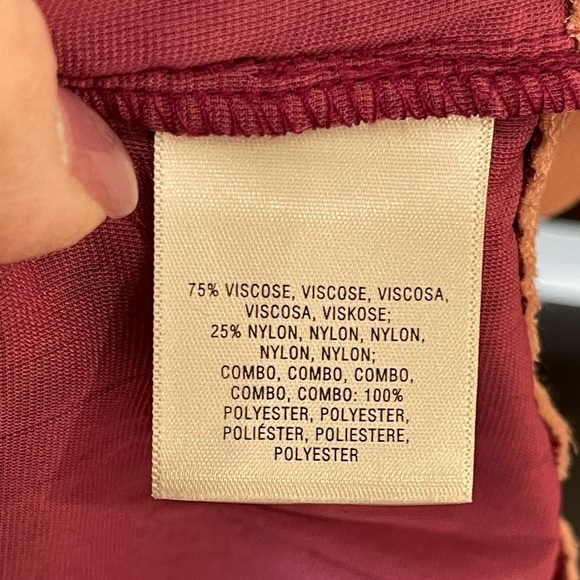 75% VISCOSE, VISCOSE, VISCOSA,
VISCOSA, VISKOSE;
25% NYLON, NYLON, NYLON,
NYLON, NYLON;
COMBO, COMBO, COMBO,
COMBO, COMBO: 100%
POLYESTER, POLYESTER,
POLIÉSTER, POLIESTERE,
POLYESTER